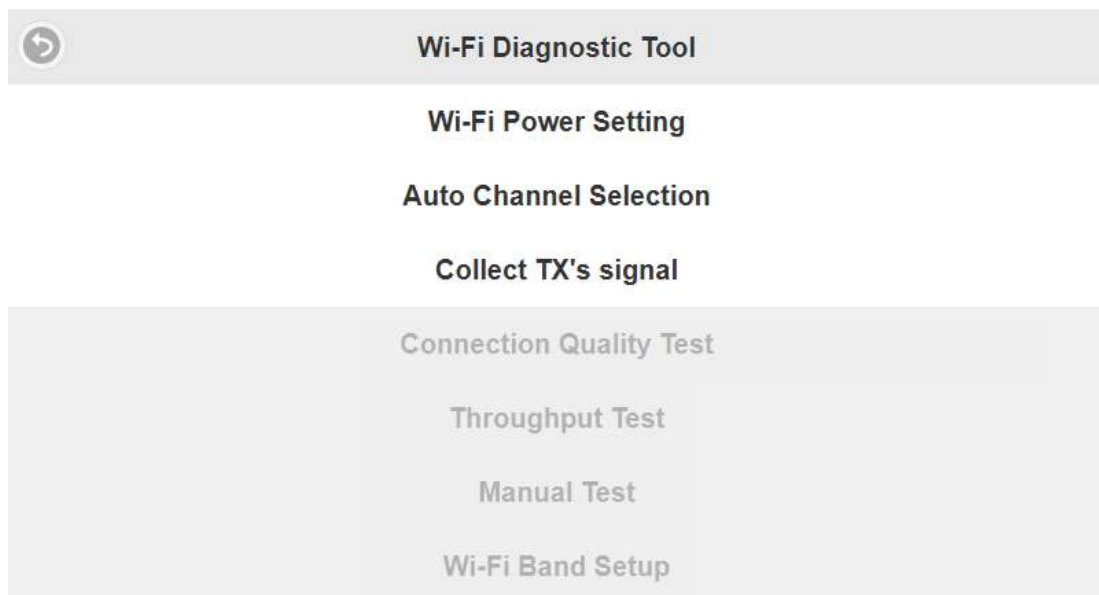 Wi-Fi Diagnostic Tool
Wi-Fi Power Setting
Auto Channel Selection
Collect TX's signal
Connection Quality Test
Throughput Test
Manual Test
Wi-Fi Band Setup